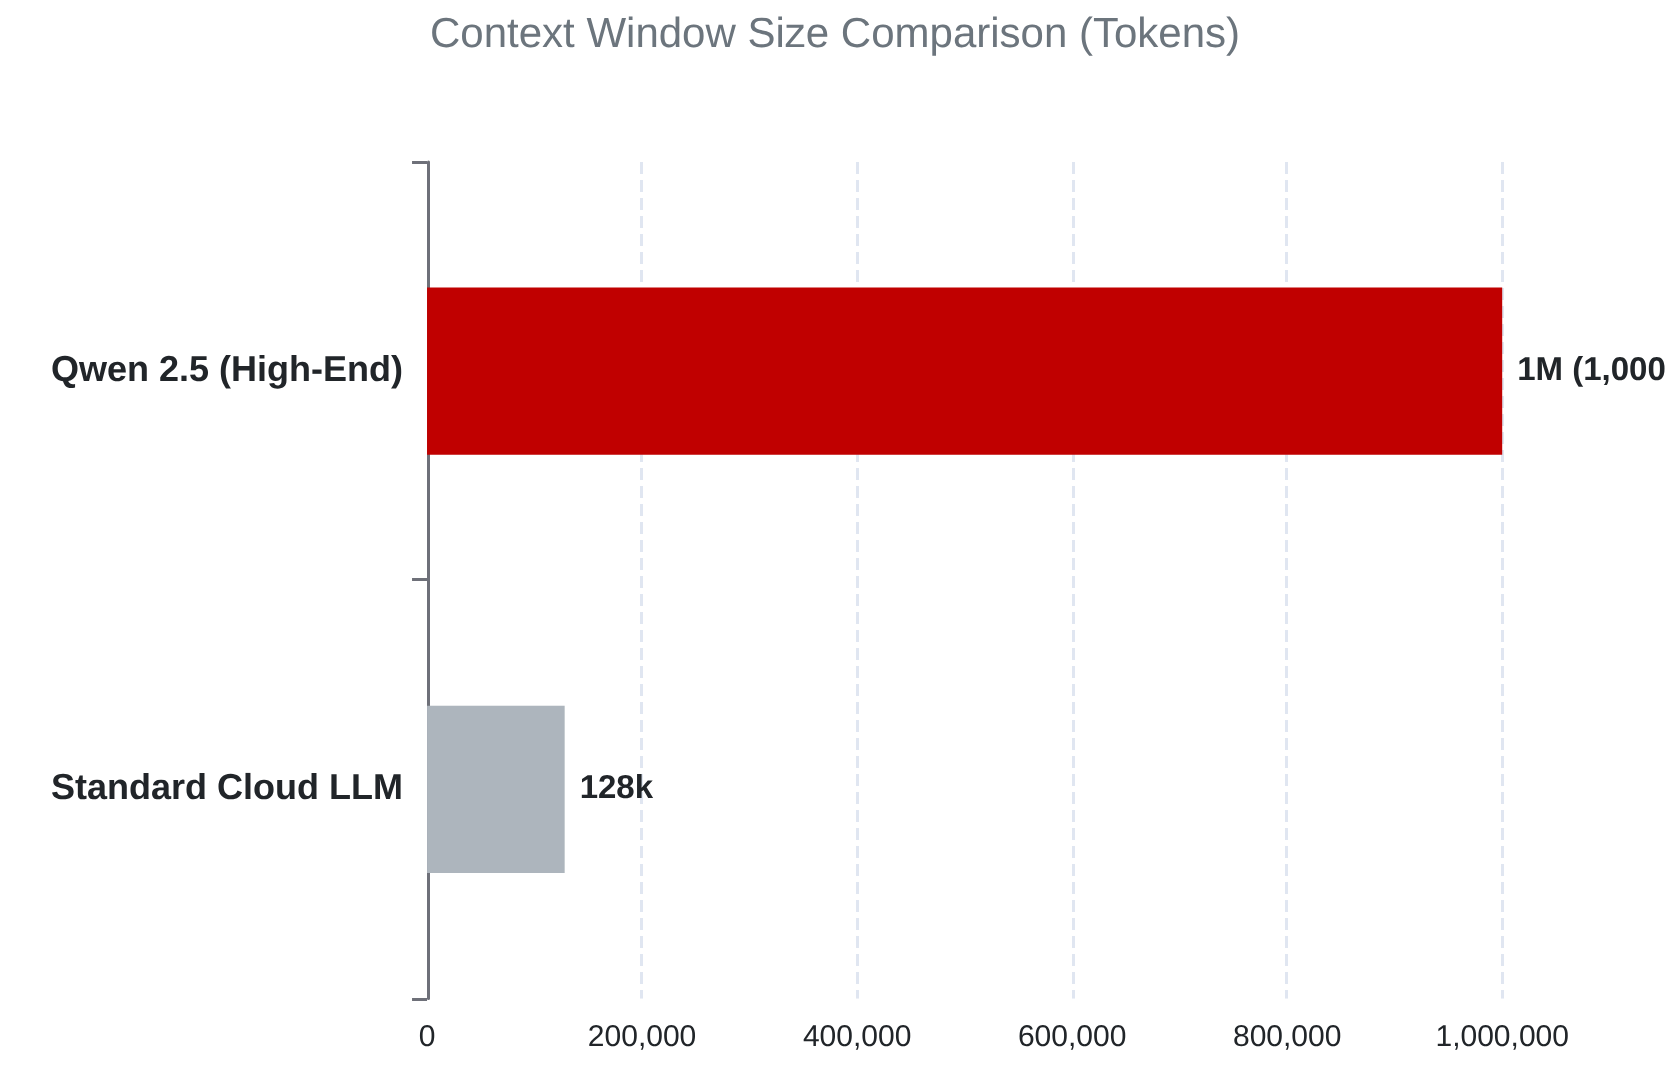 Context Window Size Comparison (Tokens)
Qwen 2.5 (High-End)
1M (1,000
Standard Cloud LLM
128k
0
200,000
400,000
600,000
800,000
1,000,000